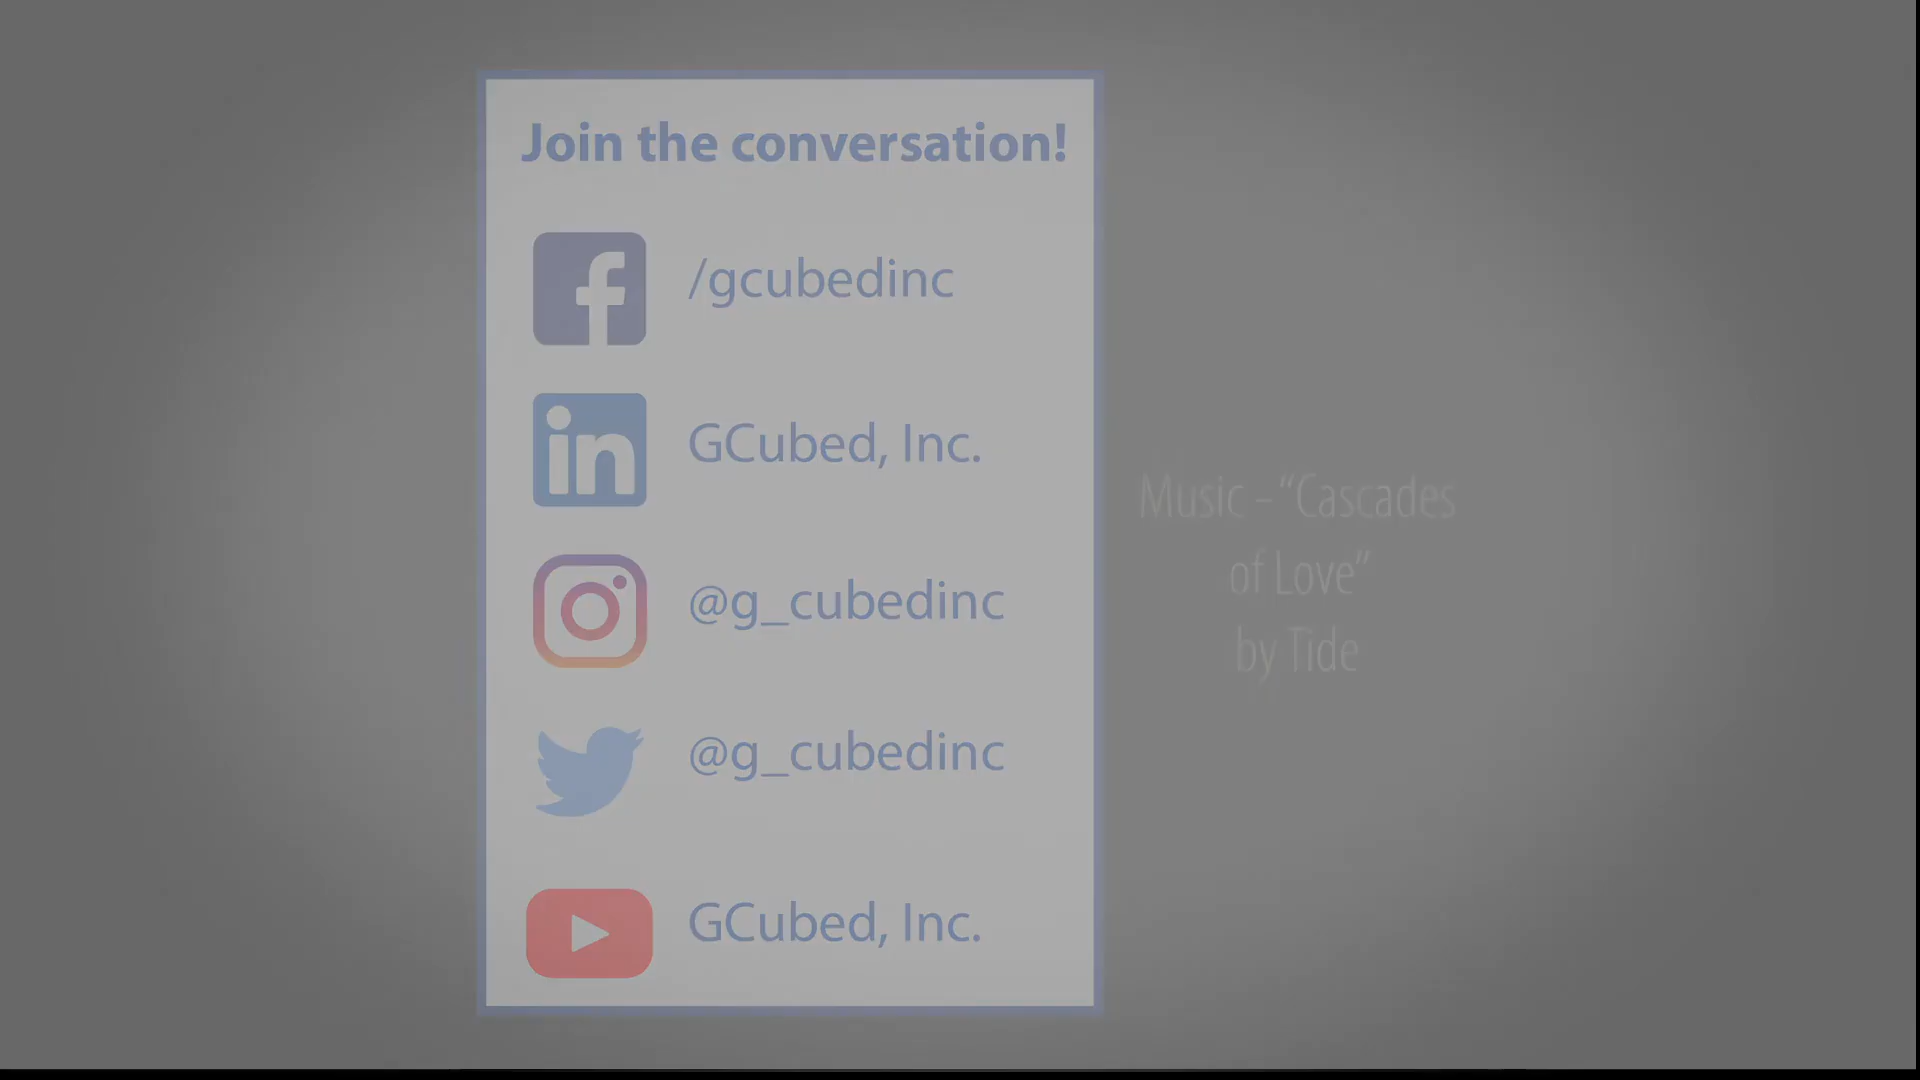 Join the conversation!
/gcubedinc
GCubed, Inc.
@g_cubedinc
@g_cubedinc
GCubed, Inc.
Music – “Cascades
of Love”
by Tide